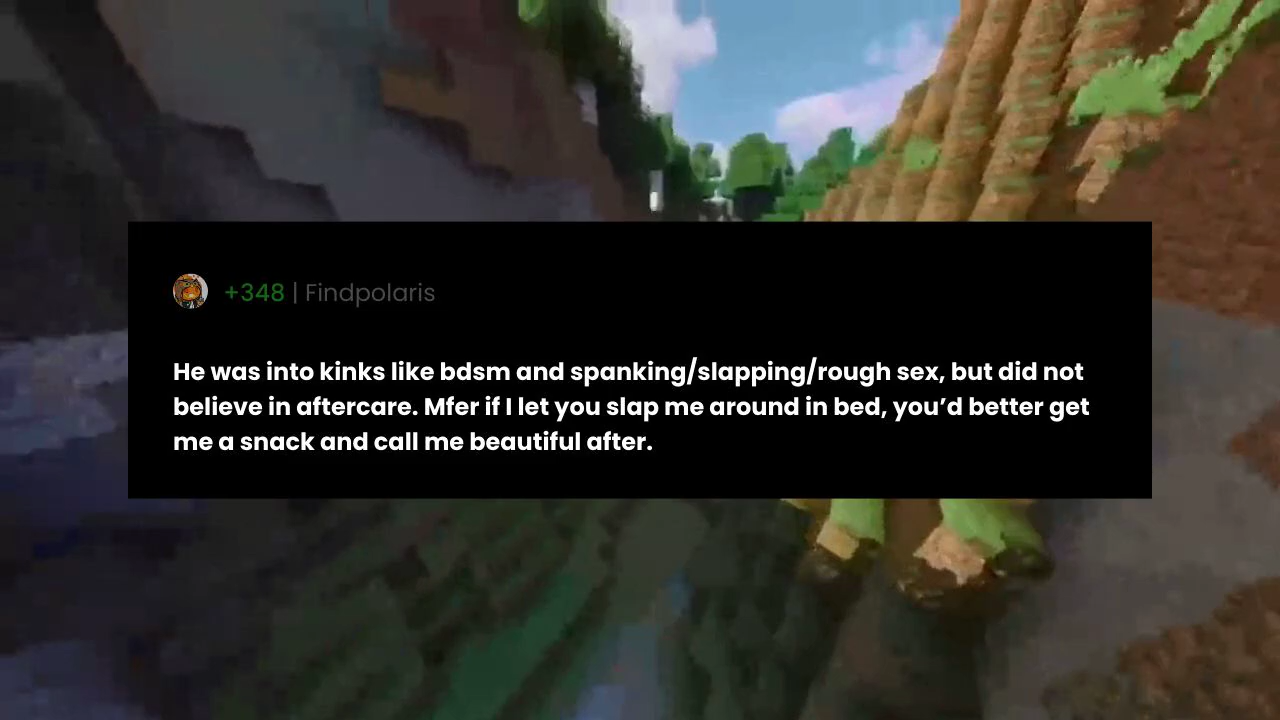 +348 | Findpolaris
He was into kinks like bdsm and spanking/slapping/rough sex, but did not
believe in aftercare. Mfer if I let you slap me around in bed, you’d better get
me a snack and call me beautiful after.